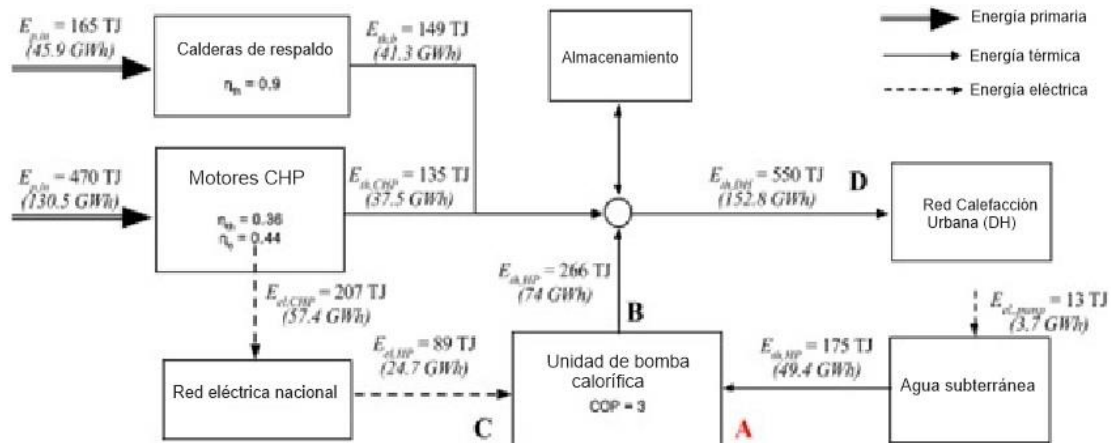 E_p,in = 165 TJ
(45.9 GWh)
Calderas de respaldo
η_th = 0.9
E_th,b = 149 TJ
(41.3 GWh)
Almacenamiento
Energía primaria
Energía térmica
Energía eléctrica
E_p,in = 470 TJ
(130.5 GWh)
Motores CHP
η_th = 0.36
η_e = 0.44
E_th,CHP = 135 TJ
(37.5 GWh)
E_th,DH = 550 TJ
(152.8 GWh)
D
Red Calefacción
Urbana (DH)
E_el,CHP = 207 TJ
(57.4 GWh)
E_th,HP = 266 TJ
(74 GWh)
B
E_el,pump = 13 TJ
(3.7 GWh)
Red eléctrica nacional
E_el,HP = 89 TJ
(24.7 GWh)
C
Unidad de bomba
calorífica
COP = 3
E_th,HP = 175 TJ
(49.4 GWh)
A
Agua subterránea